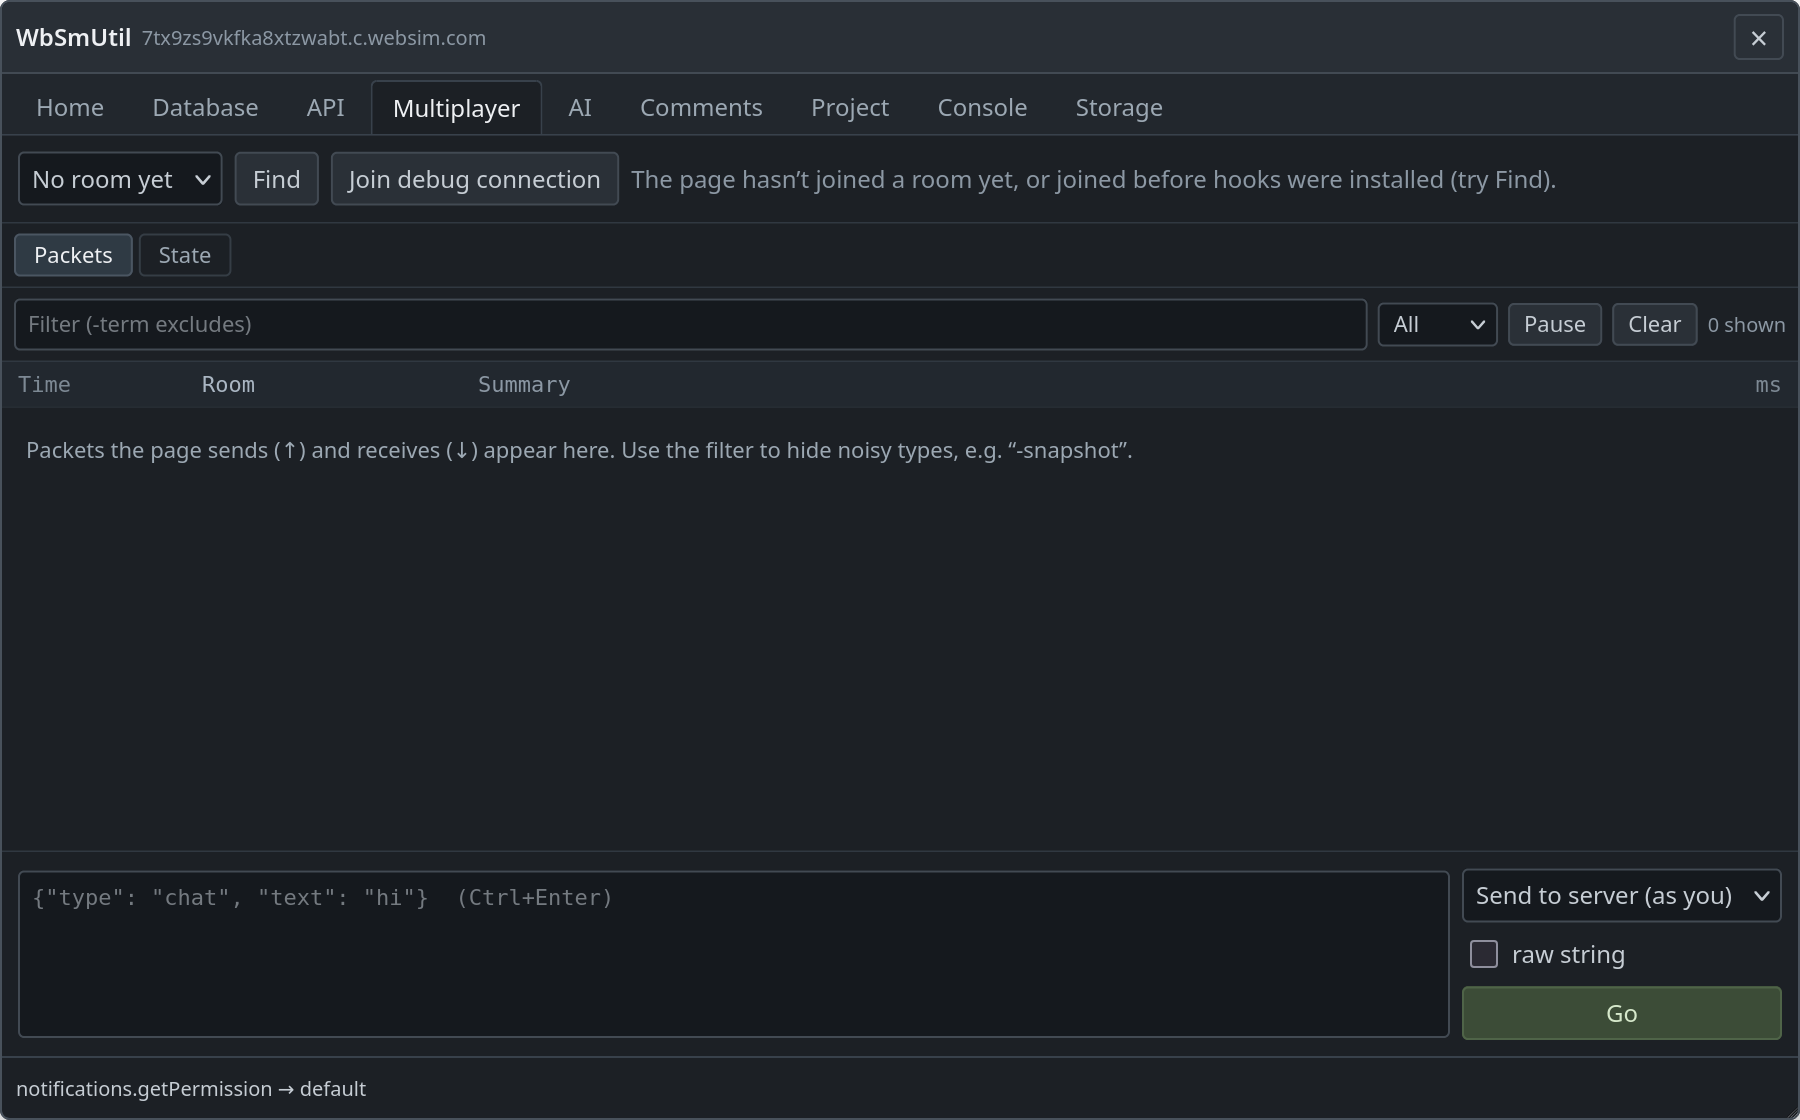 WbSmUtil 7tx9zs9vkfka8xtzwabt.c.websim.com ×
Home Database API Multiplayer AI Comments Project Console Storage
No room yet Find Join debug connection The page hasn’t joined a room yet, or joined before hooks were installed (try Find).
Packets State
Filter (-term excludes) All Pause Clear 0 shown
Time Room Summary ms
Packets the page sends (↑) and receives (↓) appear here. Use the filter to hide noisy types, e.g. “-snapshot”.
{"type": "chat", "text": "hi"} (Ctrl+Enter) Send to server (as you)
raw string
Go
notifications.getPermission → default